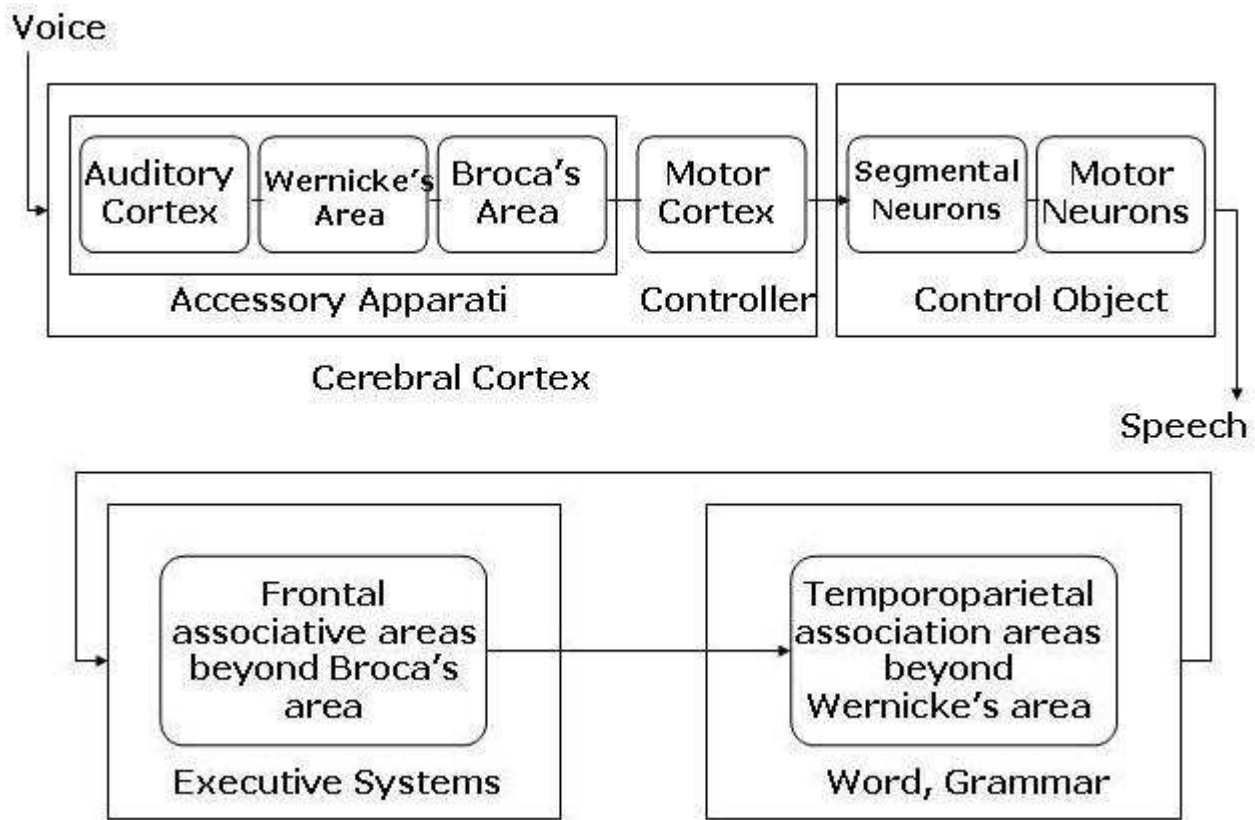 Voice
Auditory
Cortex
Wernicke's
Area
Broca's
Area
Motor
Cortex
Segmental
Neurons
Motor
Neurons
Accessory Apparati
Controller
Control Object
Cerebral Cortex
Speech
Frontal
associative areas
beyond Broca's
area
Temporoparietal
association areas
beyond
Wernicke's area
Executive Systems
Word, Grammar